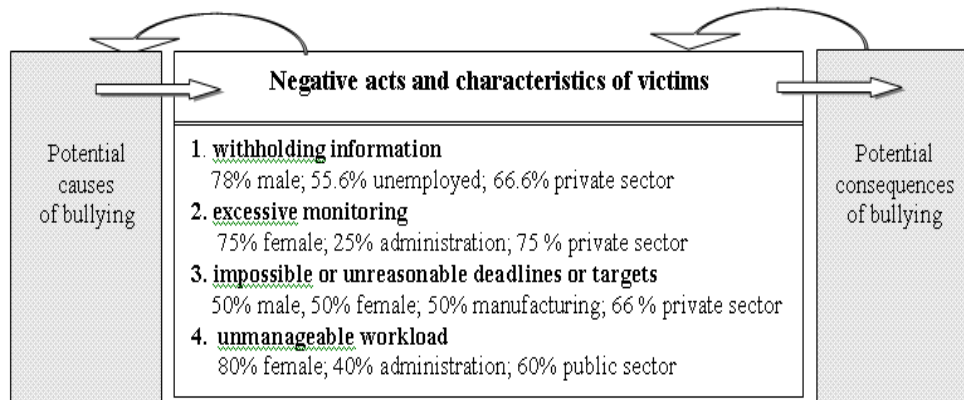 Negative acts and characteristics of victims
Potential
causes
of bullying
1. withholding information
78% male; 55.6% unemployed; 66.6% private sector
2. excessive monitoring
75% female; 25% administration; 75 % private sector
3. impossible or unreasonable deadlines or targets
50% male, 50% female; 50% manufacturing; 66 % private sector
4. unmanageable workload
80% female; 40% administration; 60% public sector
Potential
consequences
of bullying